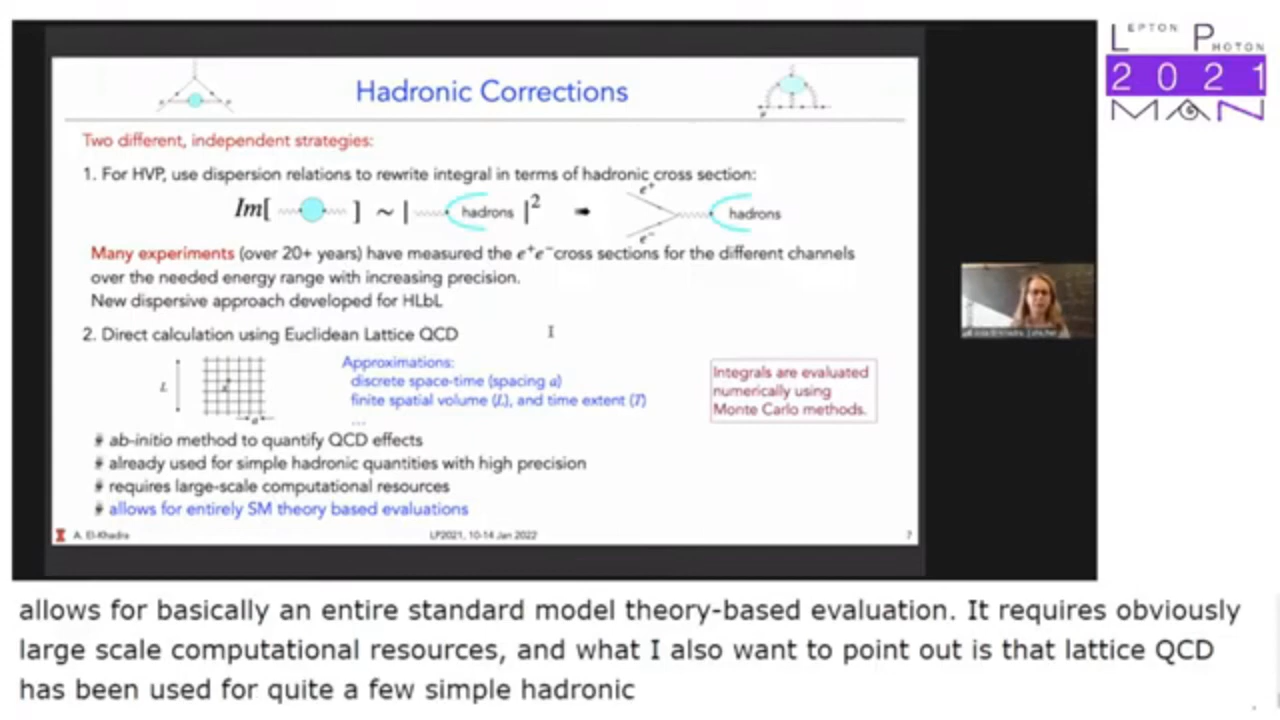 LEPTON PHOTON
2021
MAN
Hadronic Corrections
Two different, independent strategies:
1. For HVP, use dispersion relations to rewrite integral in terms of hadronic cross section:
Im[ ] ~ | hadrons |² ➨ e⁺ e⁻ hadrons
Many experiments (over 20+ years) have measured the e⁺e⁻ cross sections for the different channels
over the needed energy range with increasing precision.
New dispersive approach developed for HLbL
2. Direct calculation using Euclidean Lattice QCD
Approximations:
discrete space-time (spacing a)
finite spatial volume (L), and time extent (T)
...
L
a
Integrals are evaluated
numerically using
Monte Carlo methods.
# ab-initio method to quantify QCD effects
# already used for simple hadronic quantities with high precision
# requires large-scale computational resources
# allows for entirely SM theory based evaluations
A. El-Khadra LP2021, 10-14 Jan 2022 7
allows for basically an entire standard model theory-based evaluation. It requires obviously
large scale computational resources, and what I also want to point out is that lattice QCD
has been used for quite a few simple hadronic